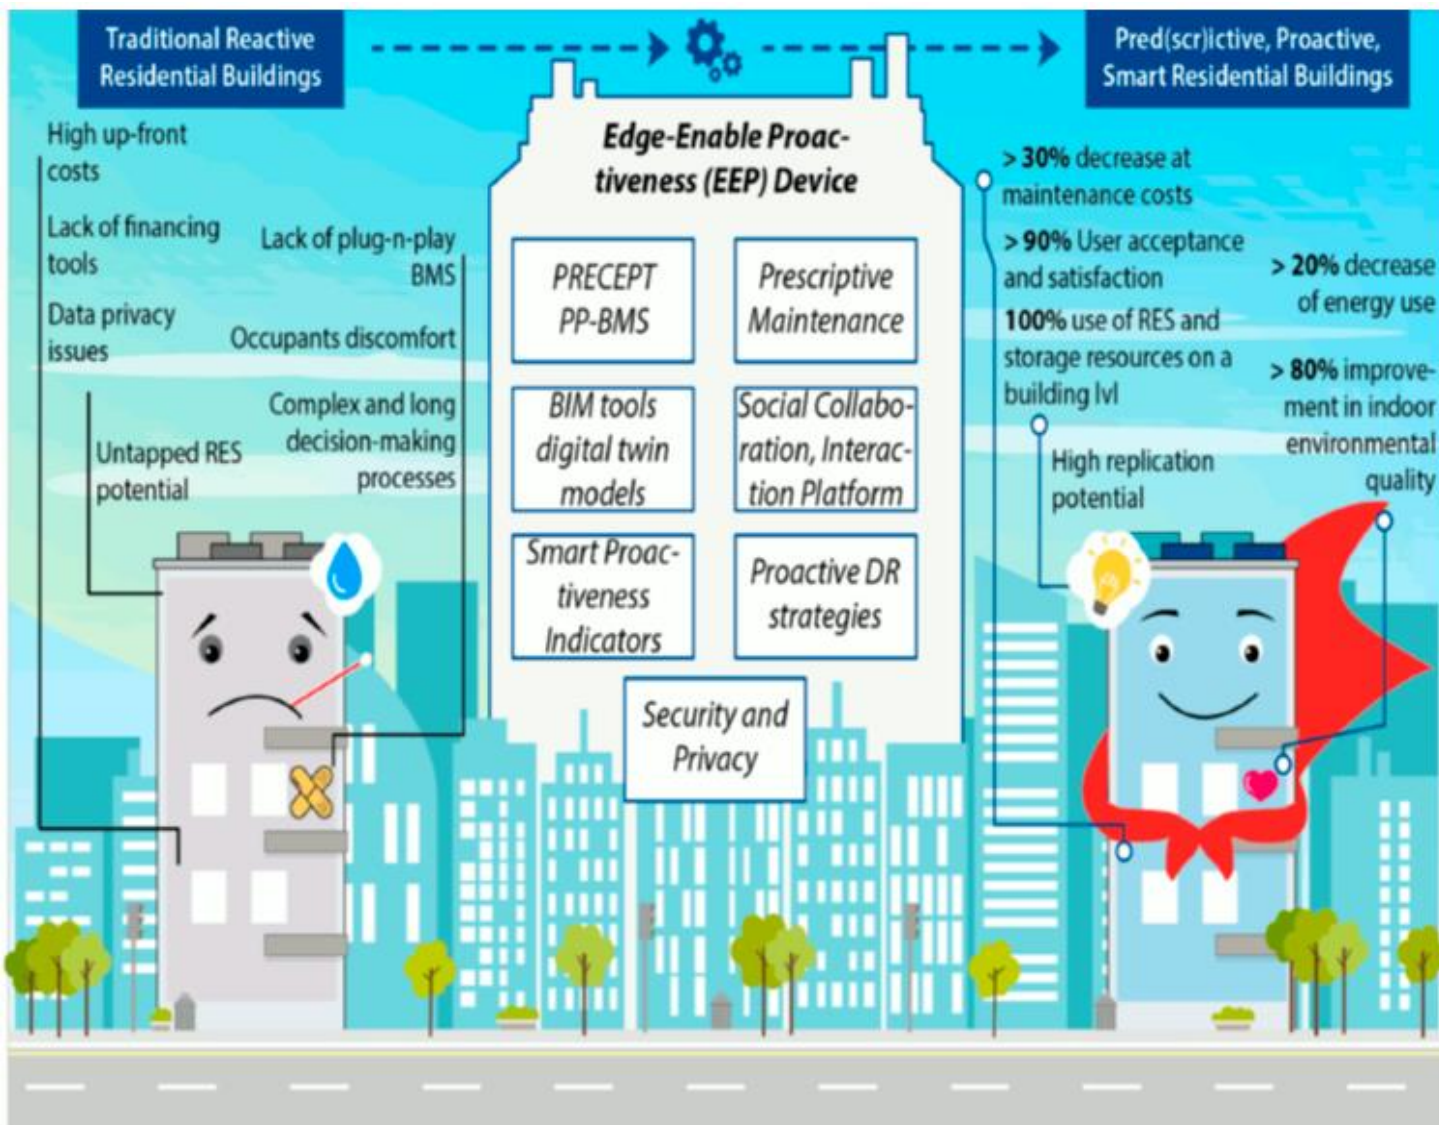 Traditional Reactive
Residential Buildings
Pred(scr)ictive, Proactive,
Smart Residential Buildings
High up-front
costs
Lack of financing
tools
Data privacy
issues
Untapped RES
potential
Lack of plug-n-play
BMS
Occupants discomfort
Complex and long
decision-making
processes
Edge-Enable Proac-
tiveness (EEP) Device
PRECEPT
PP-BMS
Prescriptive
Maintenance
BIM tools
digital twin
models
Social Collabo-
ration, Interac-
tion Platform
Smart Proac-
tiveness
Indicators
Proactive DR
strategies
Security and
Privacy
> 30% decrease at
maintenance costs
> 90% User acceptance
and satisfaction
100% use of RES and
storage resources on a
building lvl
High replication
potential
> 20% decrease
of energy use
> 80% improve-
ment in indoor
environmental
quality